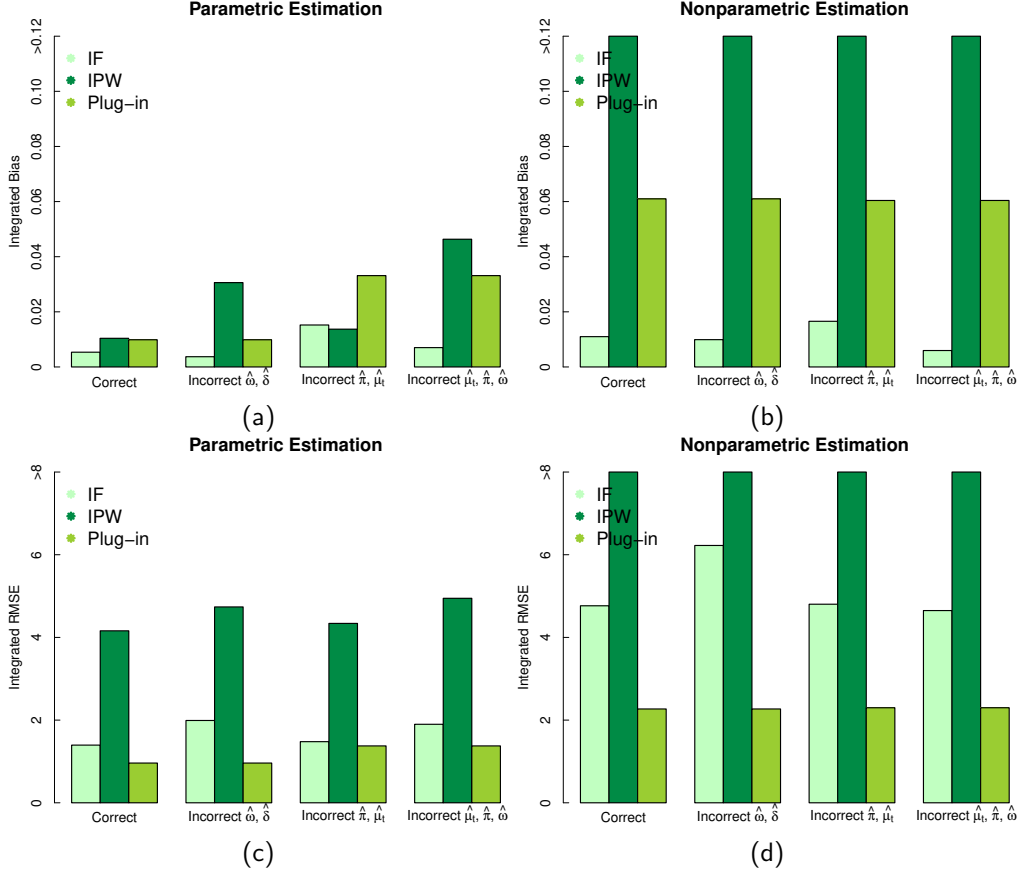 Parametric Estimation
Integrated Bias
>0.12
0.10
0.08
0.06
0.04
0.02
0
IF
IPW
Plug-in
Correct
Incorrect ω̂, δ̂
Incorrect π̂, μ̂ₜ
Incorrect μ̂ₜ, π̂, ω̂
(a)
Nonparametric Estimation
Integrated Bias
>0.12
0.10
0.08
0.06
0.04
0.02
0
IF
IPW
Plug-in
Correct
Incorrect ω̂, δ̂
Incorrect π̂, μ̂ₜ
Incorrect μ̂ₜ, π̂, ω̂
(b)
Parametric Estimation
Integrated RMSE
>8
6
4
2
0
IF
IPW
Plug-in
Correct
Incorrect ω̂, δ̂
Incorrect π̂, μ̂ₜ
Incorrect μ̂ₜ, π̂, ω̂
(c)
Nonparametric Estimation
Integrated RMSE
>8
6
4
2
0
IF
IPW
Plug-in
Correct
Incorrect ω̂, δ̂
Incorrect π̂, μ̂ₜ
Incorrect μ̂ₜ, π̂, ω̂
(d)